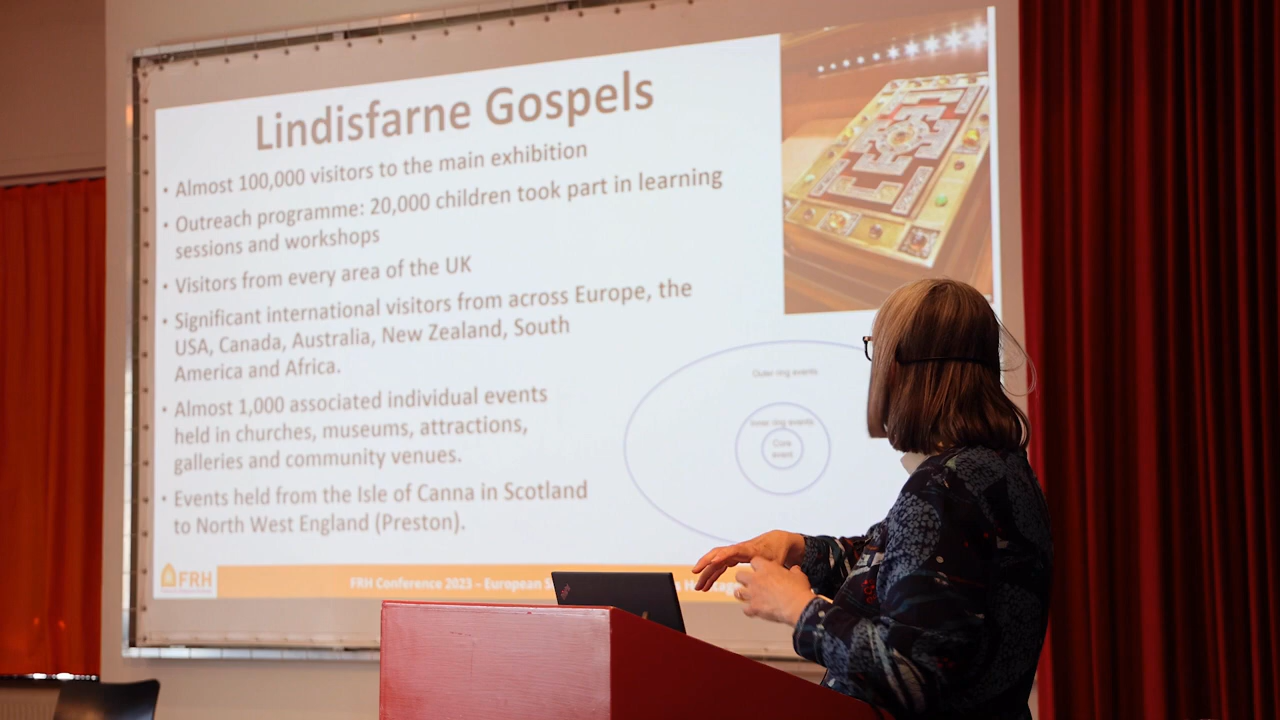 Lindisfarne Gospels
• Almost 100,000 visitors to the main exhibition
• Outreach programme: 20,000 children took part in learning
sessions and workshops
• Visitors from every area of the UK
• Significant international visitors from across Europe, the
USA, Canada, Australia, New Zealand, South
America and Africa.
• Almost 1,000 associated individual events
held in churches, museums, attractions,
galleries and community venues.
• Events held from the Isle of Canna in Scotland
to North West England (Preston).
Outer ring events
Inner ring events
Core
event
FRH
FRH Conference 2023 – European